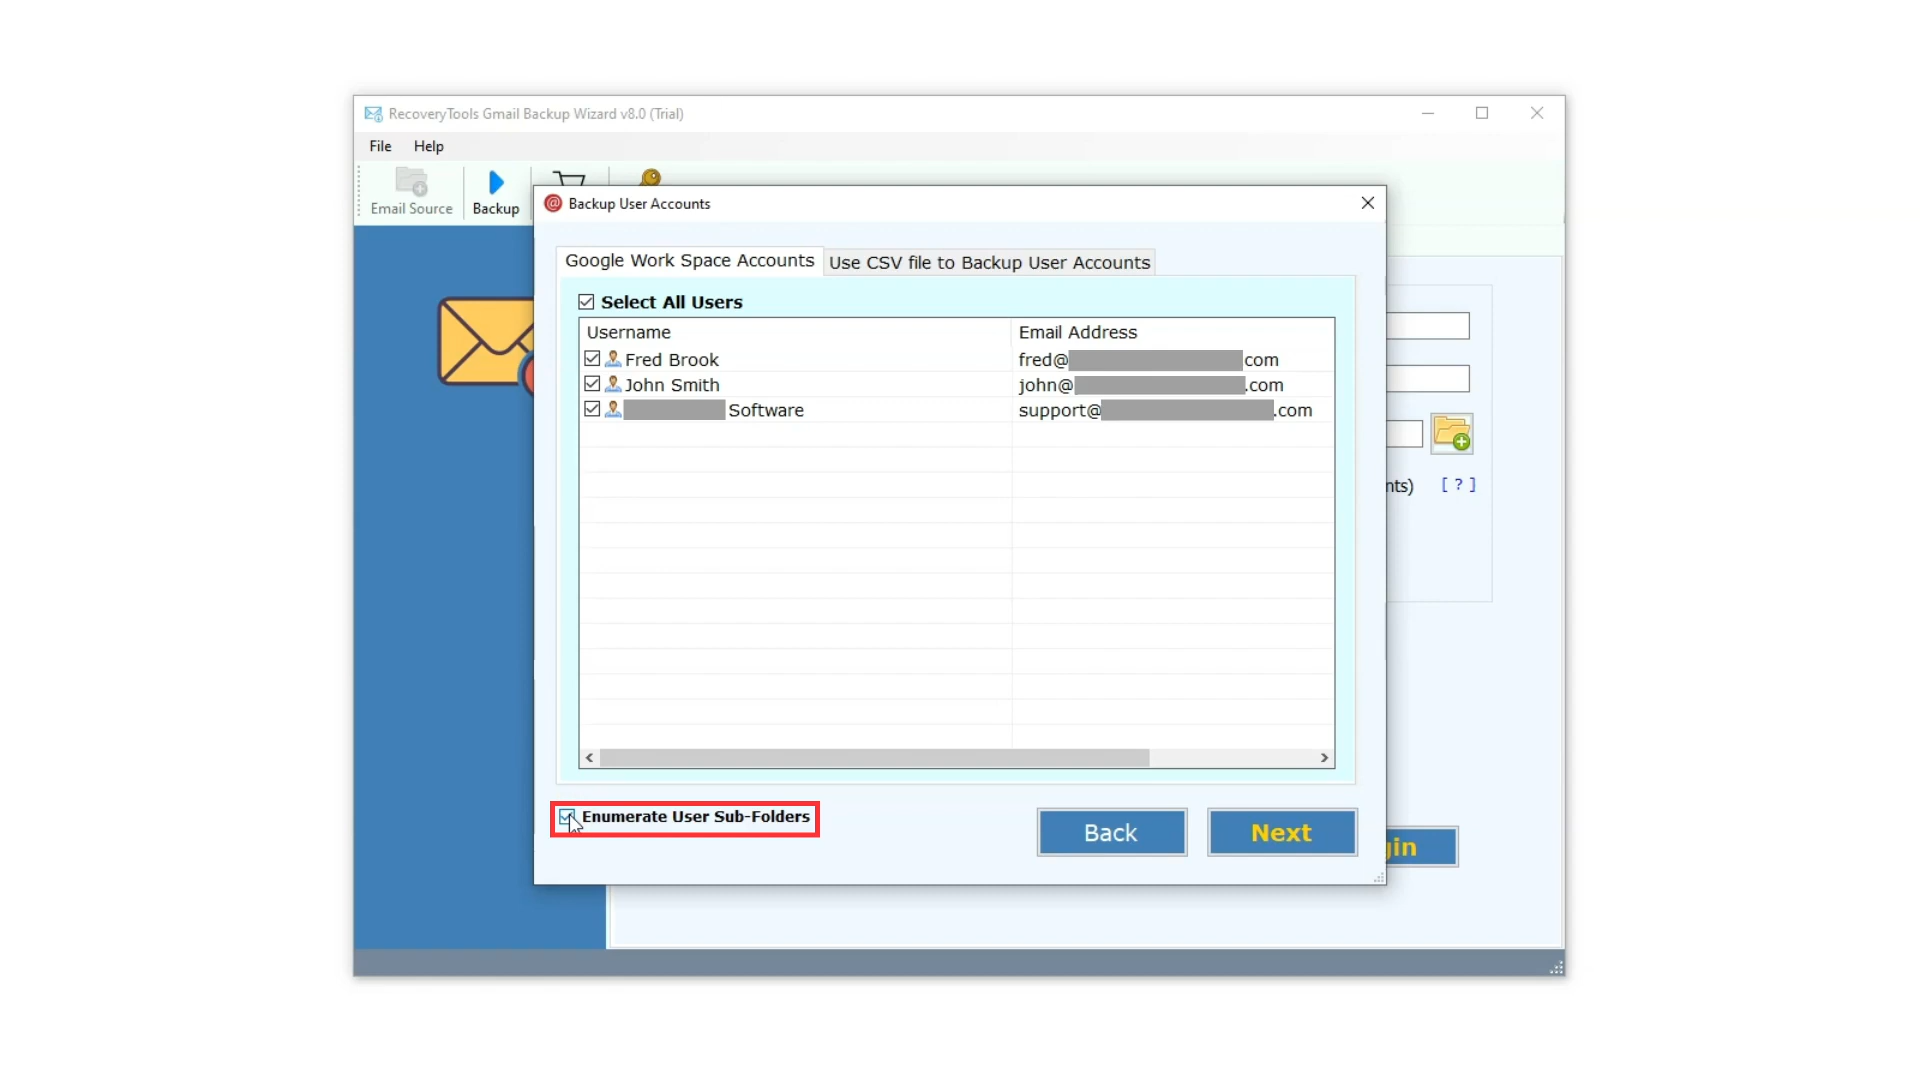 RecoveryTools Gmail Backup Wizard v8.0 (Trial)
File Help
Email Source Backup
Backup User Accounts
Google Work Space Accounts Use CSV file to Backup User Accounts
Select All Users
Username Email Address
Fred Brook fred@ com
John Smith john@ .com
Software support@ .com
nts) [ ? ]
Enumerate User Sub-Folders
Back Next
gin